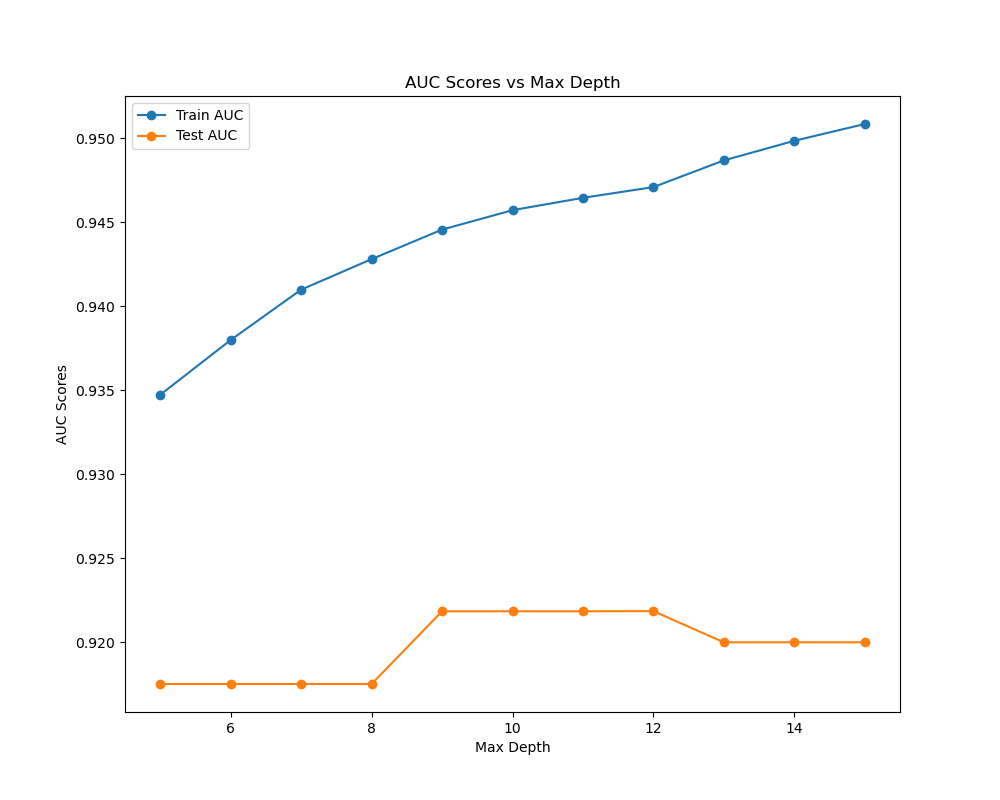 AUC Scores vs Max Depth
Train AUC
Test AUC
0.950
0.945
0.940
0.935
0.930
0.925
0.920
AUC Scores
6 8 10 12 14
Max Depth